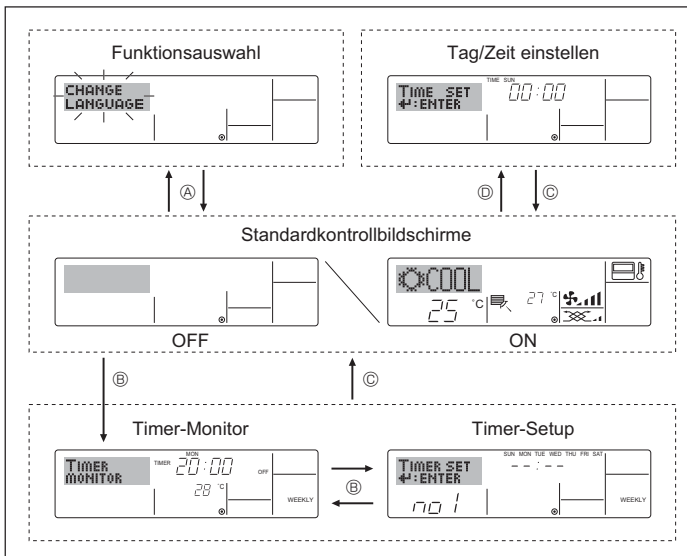 Funktionsauswahl
CHANGE
LANGUAGE
Tag/Zeit einstellen
TIME SUN
TIME SET 00:00
↵:ENTER
Ⓐ
Ⓓ
Ⓒ
Standardkontrollbildschirme
COOL
25 °C 27 °C
OFF
ON
Ⓑ
Ⓒ
Timer-Monitor
MON
TIMER TIMER 20:00 OFF
MONITOR
28 °C
WEEKLY
Ⓑ
Timer-Setup
SUN MON TUE WED THU FRI SAT
TIMER SET --:--
↵:ENTER
no 1
WEEKLY